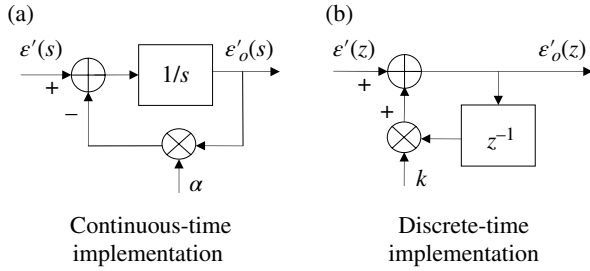 (a)
ε′(s)
ε′ₒ(s)
+
1/s
−
α
Continuous-time
implementation
(b)
ε′(z)
ε′ₒ(z)
+
+
z⁻¹
k
Discrete-time
implementation